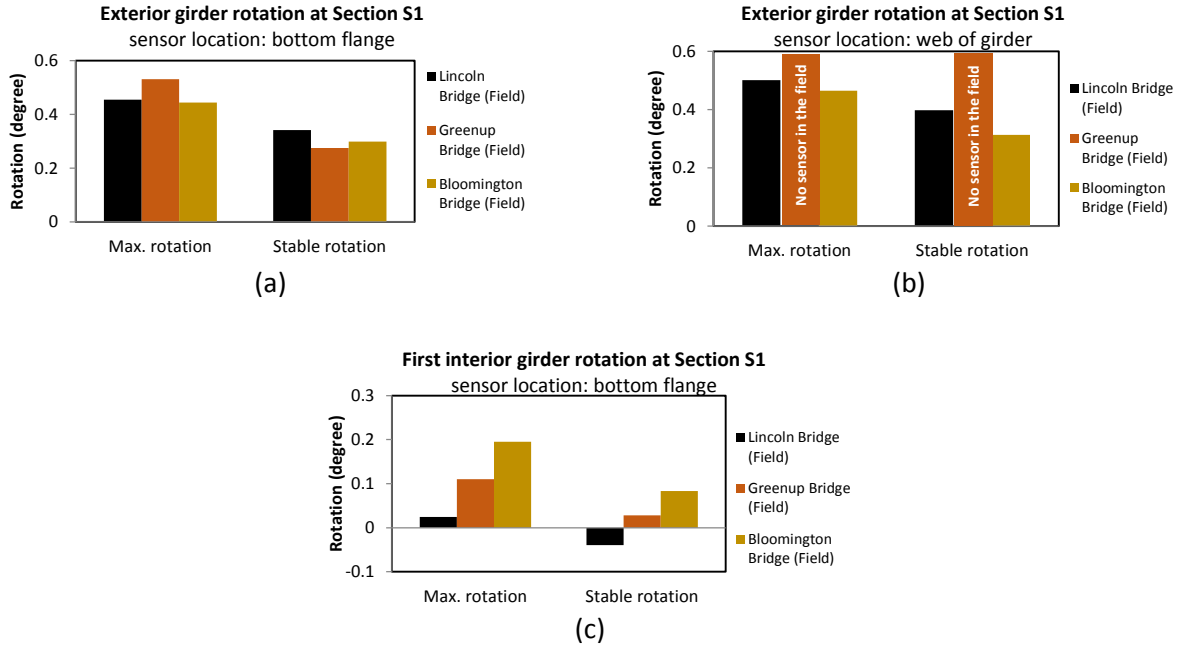 Exterior girder rotation at Section S1
sensor location: bottom flange
Rotation (degree)
0.6
0.4
0.2
0
Max. rotation
Stable rotation
Lincoln
Bridge (Field)
Greenup
Bridge (Field)
Bloomington
Bridge (Field)
(a)
Exterior girder rotation at Section S1
sensor location: web of girder
Rotation (degree)
0.6
0.4
0.2
0
No sensor in the field
No sensor in the field
Max. rotation
Stable rotation
Lincoln Bridge
(Field)
Greenup
Bridge (Field)
Bloomington
Bridge (Field)
(b)
First interior girder rotation at Section S1
sensor location: bottom flange
Rotation (degree)
0.3
0.2
0.1
0
-0.1
Max. rotation
Stable rotation
Lincoln Bridge
(Field)
Greenup Bridge
(Field)
Bloomington
Bridge (Field)
(c)